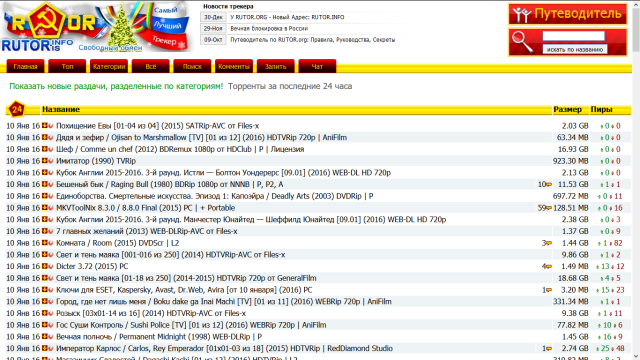 RUTOR
RUTOR.INFO
IS
Свободный обмен
Самый
Лучший
Трекер
Новости трекера
30-Дек У RUTOR.ORG - Новый Адрес: RUTOR.INFO
29-Ноя Вечная блокировка в России
09-Окт Путеводитель по RUTOR.org: Правила, Руководства, Секреты
Путеводитель
искать по названию
Главная Топ Категории Всё Поиск Комменты Залить Чат
Показать новые раздачи, разделенные по категориям! Торренты за последние 24 часа
24 Название Размер Пиры
10 Янв 16 Похищение Евы [01-04 из 04] (2015) SATRip-AVC от Files-x 2.03 GB 0 0
10 Янв 16 Дядя и зефир / Ojisan to Marshmallow [TV] [01 из 12] (2016) HDTVRip 720p | AniFilm 63.34 MB 0 0
10 Янв 16 Шеф / Comme un chef (2012) BDRemux 1080p от HDClub | P | Лицензия 16.93 GB 0 0
10 Янв 16 Имитатор (1990) TVRip 923.30 MB 0 0
10 Янв 16 Кубок Англии 2015-2016. 3-й раунд. Истли — Болтон Уондерерс [09.01] (2016) WEB-DL HD 720p 2.13 GB 0 3
10 Янв 16 Бешеный бык / Raging Bull (1980) BDRip 1080p от NNNB | P, P2, A 10 11.53 GB 1 1
10 Янв 16 Единоборства. Смертельные искусства. Эпизод 1: Капоэйра / Deadly Arts (2003) DVDRip | P 697.72 MB 0 11
10 Янв 16 MKVToolNix 8.3.0 / 8.8.0 Final (2015) PC | + Portable 59 128.51 MB 0 16
10 Янв 16 Кубок Англии 2015-2016. 3-й раунд. Манчестер Юнайтед — Шеффилд Юнайтед [09.01] (2016) WEB-DL HD 720p 2.38 GB 0 3
10 Янв 16 7 главных желаний (2013) WEB-DLRip-AVC от Files-x 1.37 GB 0 9
10 Янв 16 Комната / Room (2015) DVDScr | L2 3 1.44 GB 1 82
10 Янв 16 Свет и тень маяка [001-016 из 250] (2014) HDTVRip-AVC от Files-x 9.86 GB 1 2
10 Янв 16 Dicter 3.72 (2015) PC 4 1.49 MB 13 12
10 Янв 16 Свет и тень маяка [01-18 из 250] (2014-2015) HDTVRip 720p от GeneralFilm 18.68 GB 5 5
10 Янв 16 Ключи для ESET, Kaspersky, Avast, Dr.Web, Avira [от 10 января] (2016) PC 1 3.20 MB 15 23
10 Янв 16 Город, где нет лишь меня / Boku dake ga Inai Machi [TV] [01 из 11] (2016) WEBRip 720p | AniFilm 331.34 MB 1 8
10 Янв 16 Розыск [03x01-14 из 16] (2014) HDTVRip-AVC от Files-x 9.38 GB 1 11
10 Янв 16 Гос Суши Контроль / Sushi Police [TV] [01 из 12] (2016) WEBRip 720p | AniFilm 77.82 MB 10 6
10 Янв 16 Вечная полночь / Permanent Midnight (1998) WEB-DLRip | P 1.45 GB 16 9
10 Янв 16 Император Карлос / Carlos, Rey Emperador [01x01-03 из 18] (2015) HDTVRip | RedDiamond Studio 1 2.74 GB 25 48